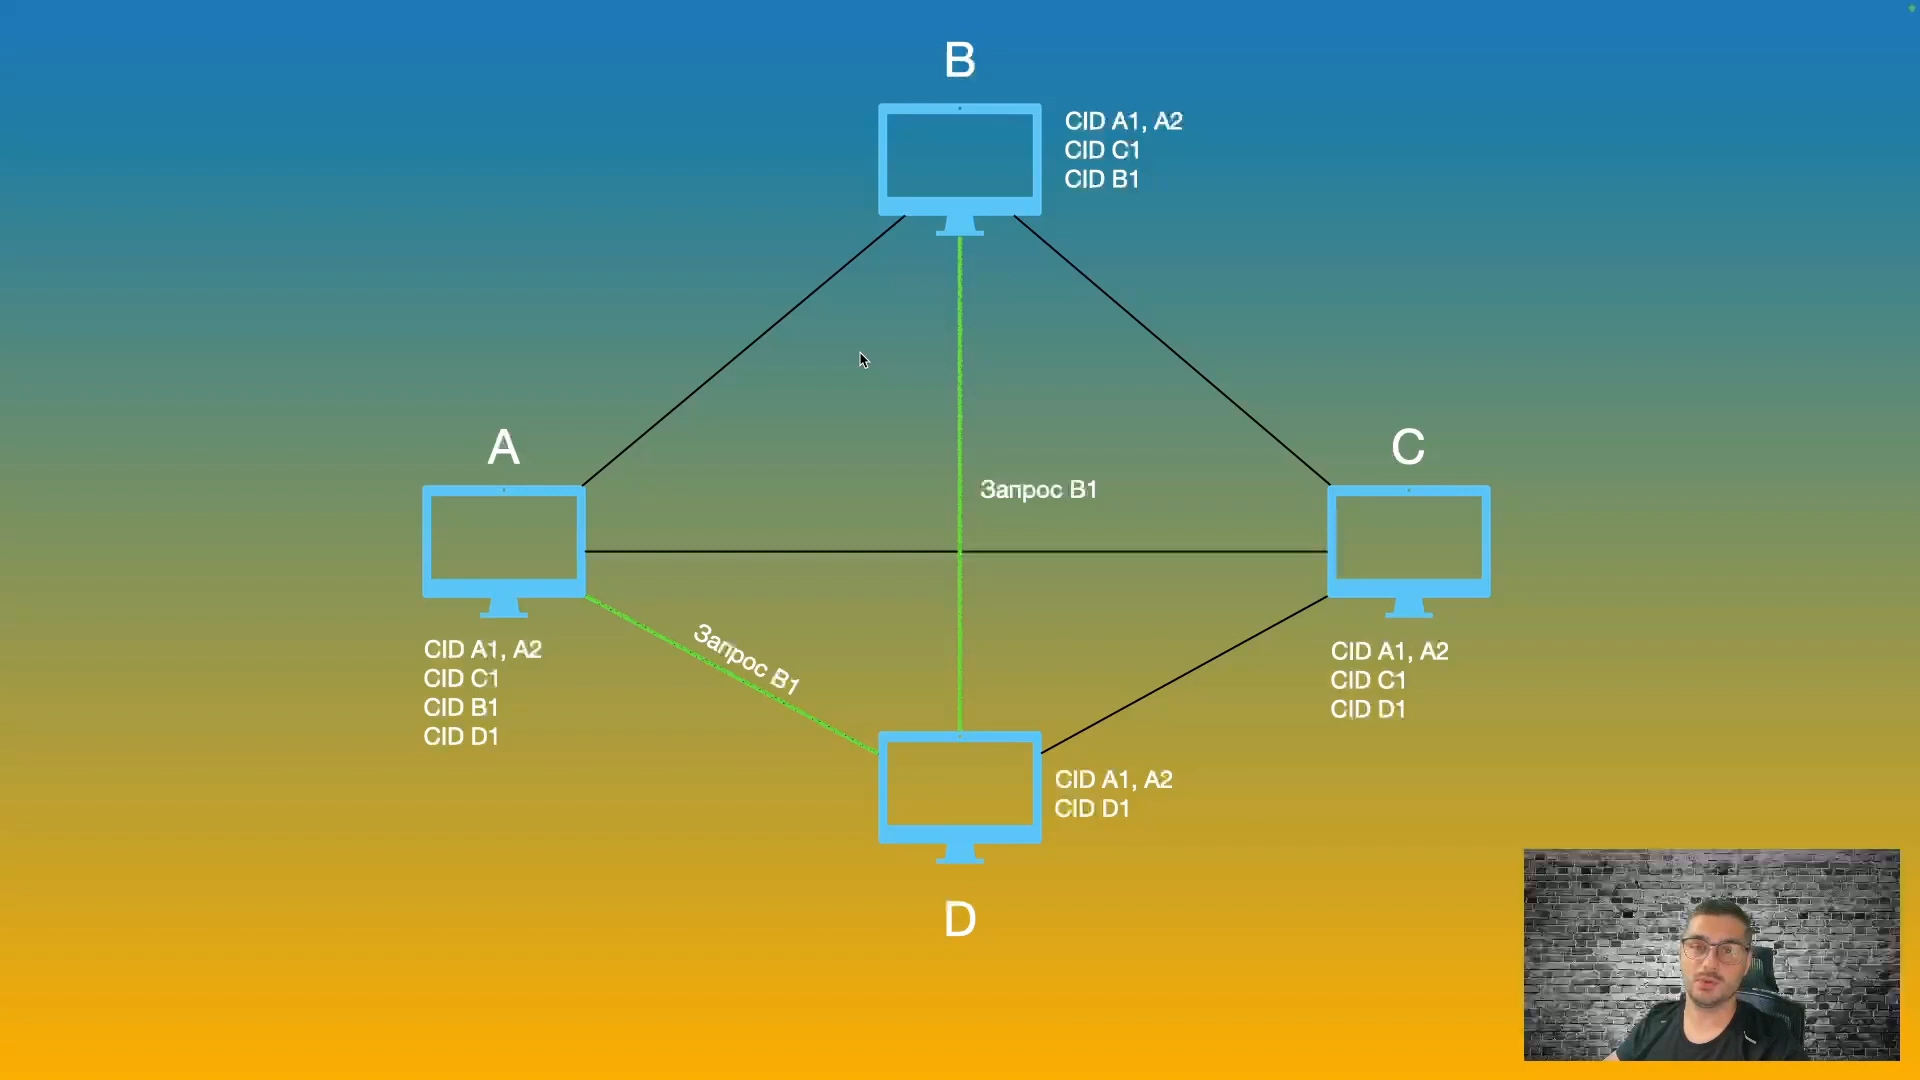 B
CID A1, A2
CID C1
CID B1
A
C
Запрос B1
Запрос B1
CID A1, A2
CID C1
CID B1
CID D1
CID A1, A2
CID C1
CID D1
CID A1, A2
CID D1
D